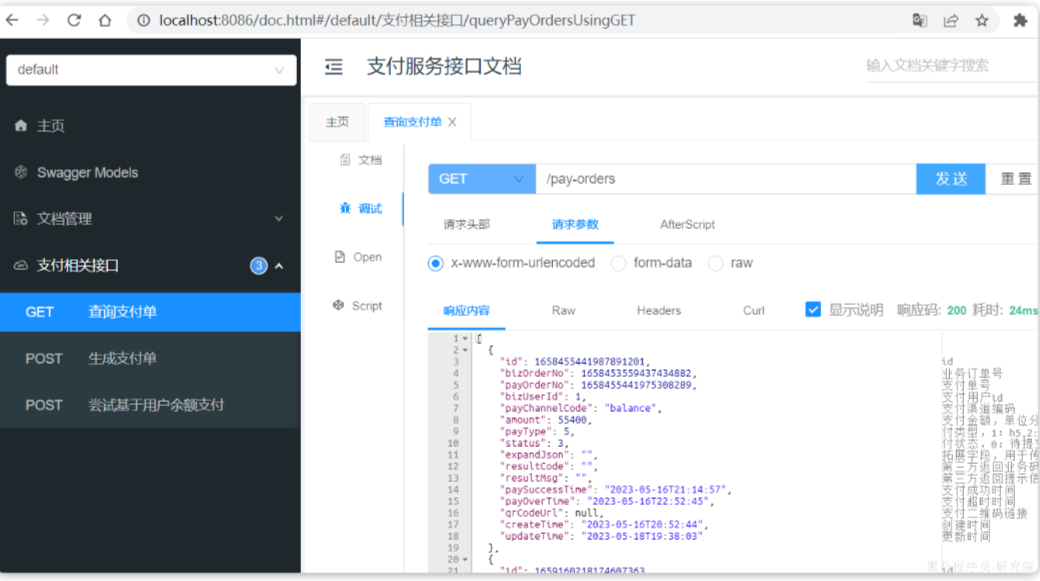 localhost:8086/doc.html#/default/支付相关接口/queryPayOrdersUsingGET
default
支付服务接口文档
输入文档关键字搜索
主页
Swagger Models
文档管理
支付相关接口 3
GET 查询支付单
POST 生成支付单
POST 尝试基于用户余额支付
主页
查询支付单
文档
调试
Open
Script
GET /pay-orders 发送 重置
请求头部 请求参数 AfterScript
x-www-form-urlencoded form-data raw
响应内容 Raw Headers Curl 显示说明 响应码: 200 耗时: 24ms
1 [
2 {
3 "id": 1658455441987891201, id
4 "bizOrderNo": 1658453559437434882, 业务订单号
5 "payOrderNo": 1658455441975308289, 支付单号
6 "bizUserId": 1, 支付用户id
7 "payChannelCode": "balance", 支付渠道编码
8 "amount": 55400, 支付金额，单位分
9 "payType": 5, 付类型，1: h5,2:
10 "status": 3, 付状态，0: 待提交
11 "expandJson": "", 拓展字段，用于传
12 "resultCode": "", 第三方返回业务码
13 "resultMsg": "", 第三方返回提示信
14 "paySuccessTime": "2023-05-16T21:14:57", 支付成功时间
15 "payOverTime": "2023-05-16T22:52:45", 支付超时时间
16 "qrCodeUrl": null, 支付二维码链接
17 "createTime": "2023-05-16T20:52:44", 创建时间
18 "updateTime": "2023-05-18T19:38:03" 更新时间
19 },
20 {
21 "id": 1659160218174607363, id
黑马程序员-研究院